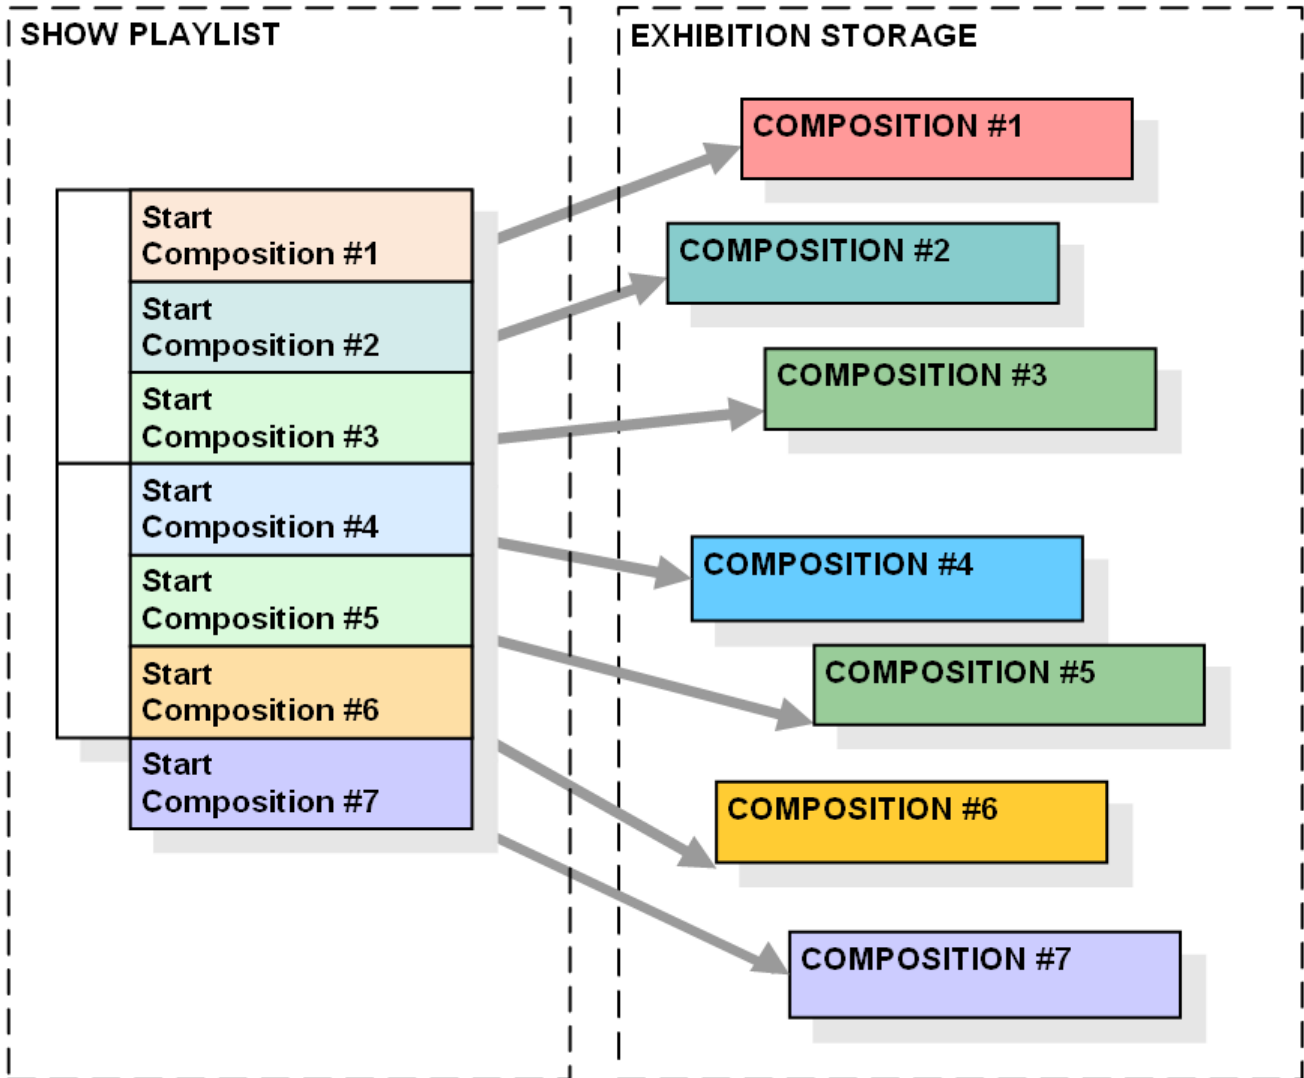 SHOW PLAYLIST
Start
Composition #1
Start
Composition #2
Start
Composition #3
Start
Composition #4
Start
Composition #5
Start
Composition #6
Start
Composition #7
EXHIBITION STORAGE
COMPOSITION #1
COMPOSITION #2
COMPOSITION #3
COMPOSITION #4
COMPOSITION #5
COMPOSITION #6
COMPOSITION #7